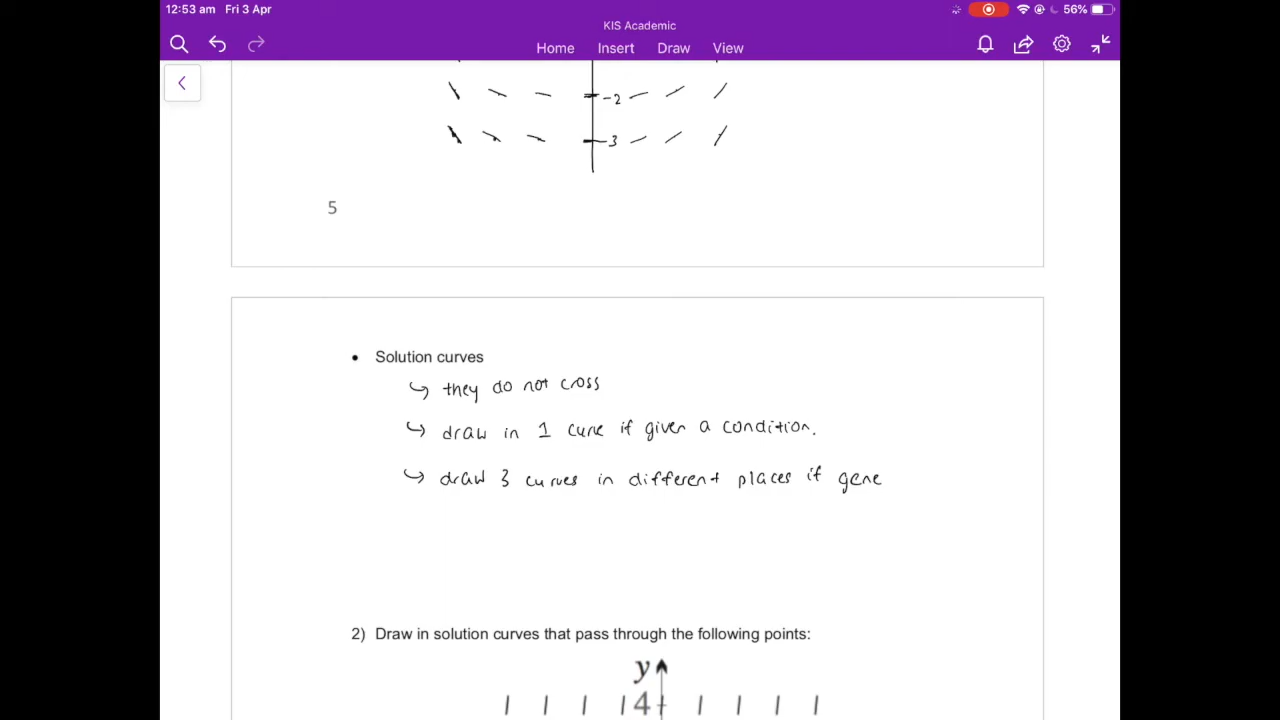 12:53 am Fri 3 Apr 56%
KIS Academic
Home Insert Draw View
-2
-3
5
• Solution curves
↳ they do not cross
↳ draw in 1 curve if given a condition.
↳ draw 3 curves in different places if gene
2) Draw in solution curves that pass through the following points:
y
4